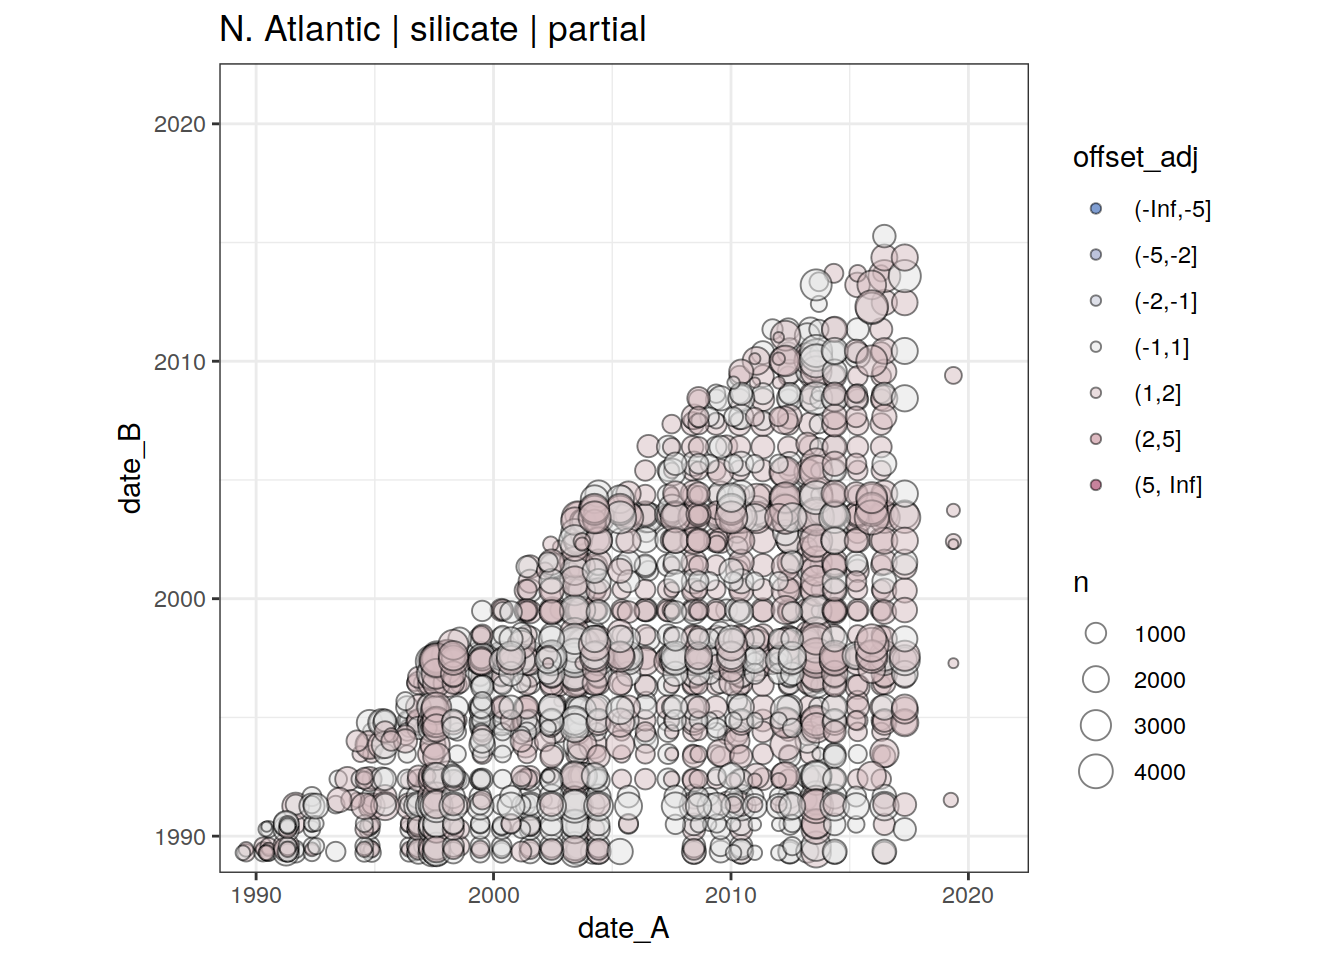 N. Atlantic | silicate | partial
date_B
2020
2010
2000
1990
1990
2000
2010
2020
date_A
offset_adj
(-Inf,-5]
(-5,-2]
(-2,-1]
(-1,1]
(1,2]
(2,5]
(5, Inf]
n
1000
2000
3000
4000